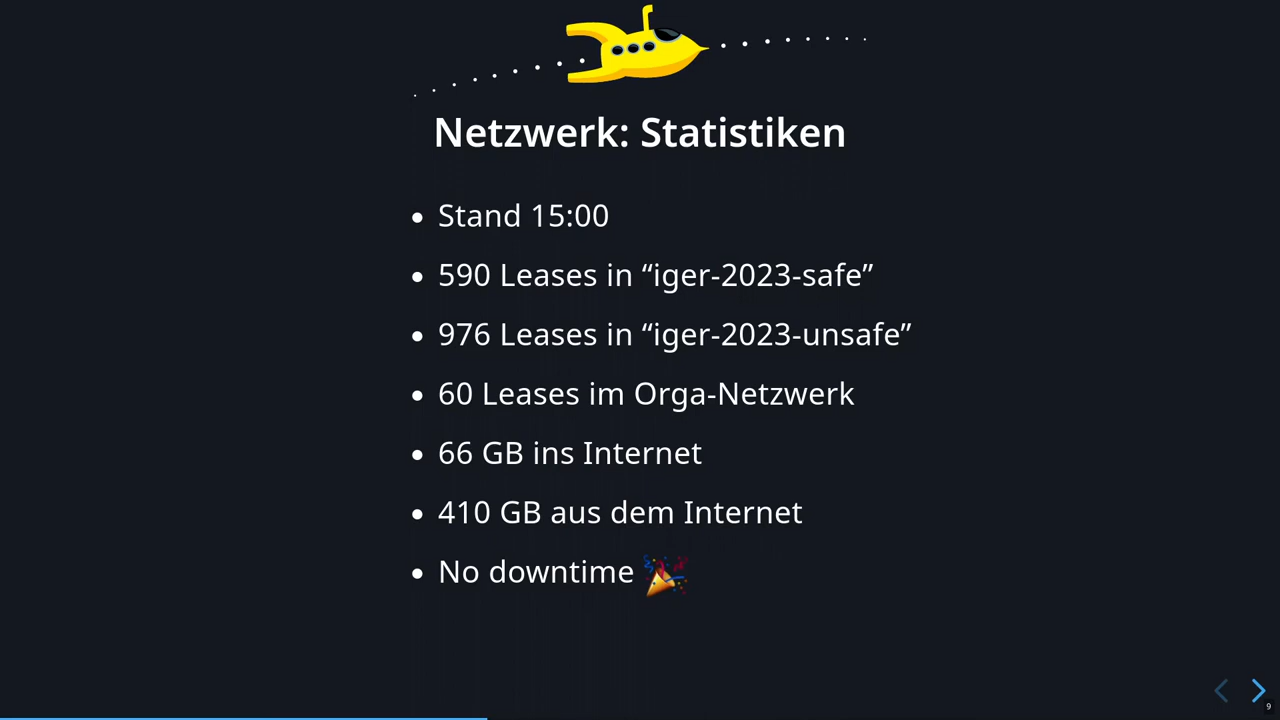 Netzwerk: Statistiken
Stand 15:00
590 Leases in “iger-2023-safe”
976 Leases in “iger-2023-unsafe”
60 Leases im Orga-Netzwerk
66 GB ins Internet
410 GB aus dem Internet
No downtime 🎉
9